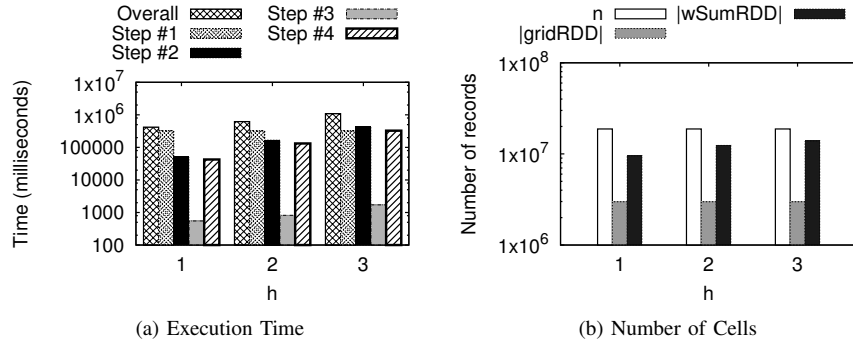 Overall
Step #1
Step #2
Step #3
Step #4
Time (milliseconds)
1x10^7
1x10^6
100000
10000
1000
100
1 2 3
h
(a) Execution Time
n
|gridRDD|
|wSumRDD|
Number of records
1x10^8
1x10^7
1x10^6
1 2 3
h
(b) Number of Cells